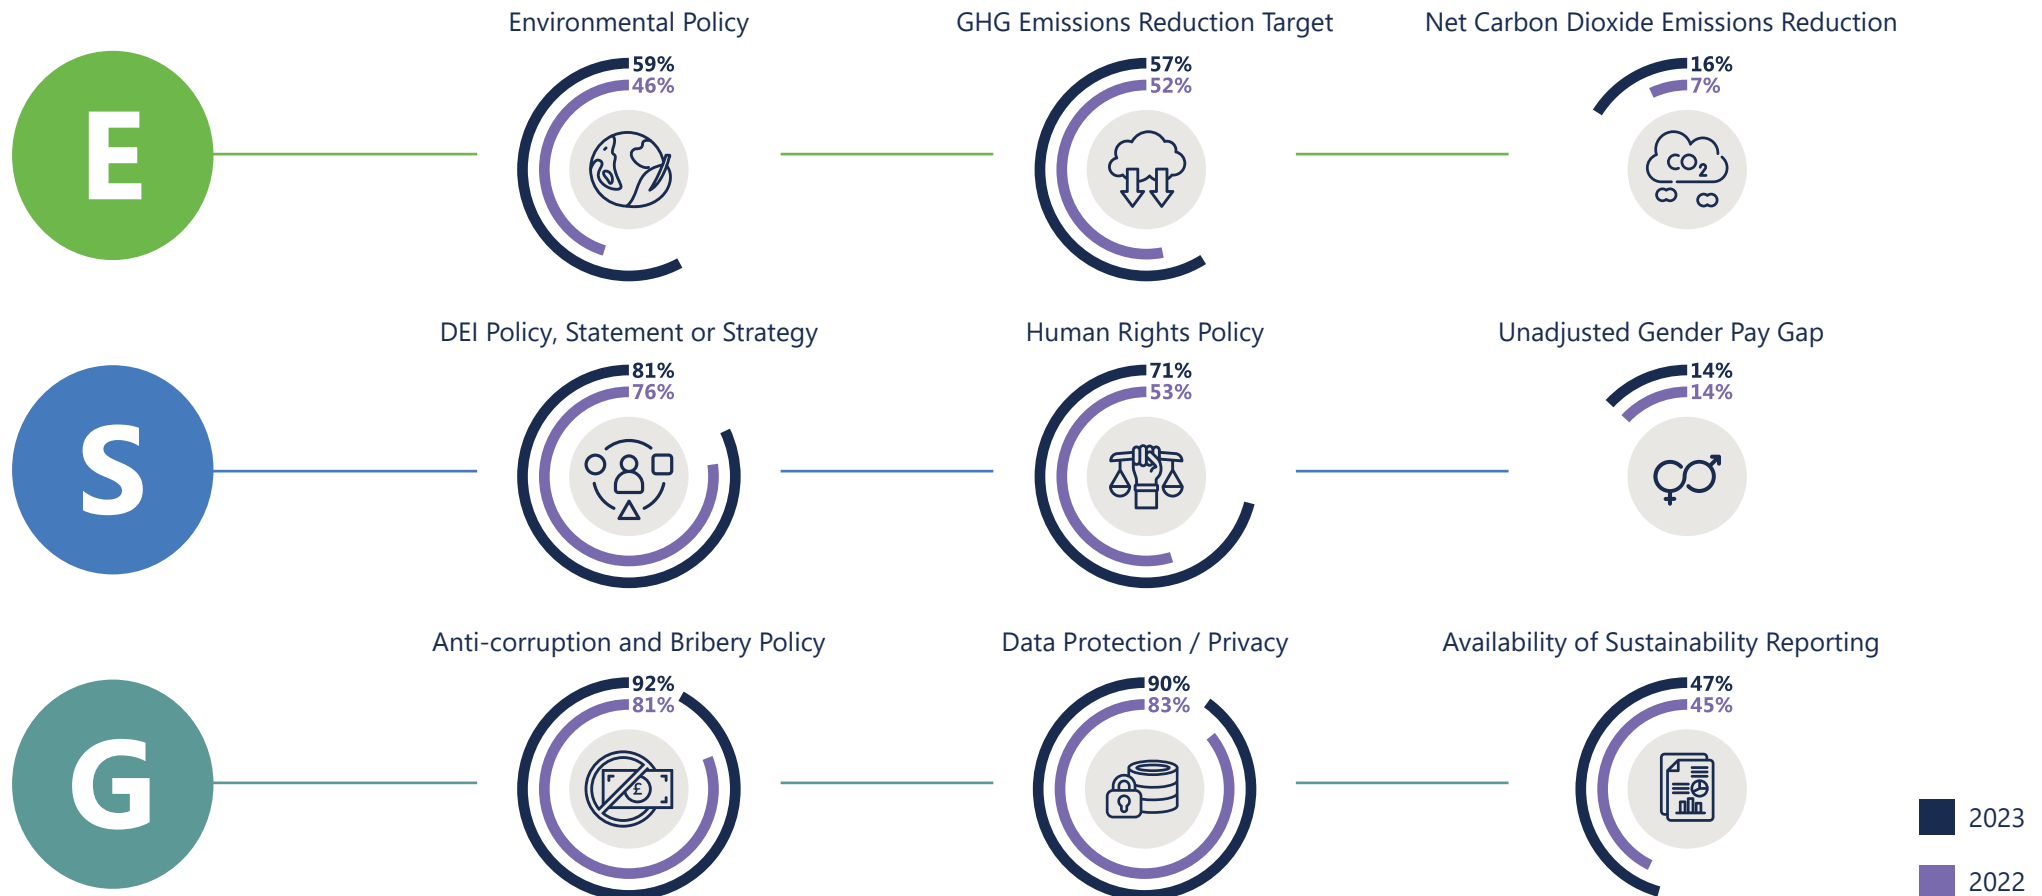 E
Environmental Policy
59%
46%
GHG Emissions Reduction Target
57%
52%
Net Carbon Dioxide Emissions Reduction
16%
7%
CO2
S
DEI Policy, Statement or Strategy
81%
76%
Human Rights Policy
71%
53%
Unadjusted Gender Pay Gap
14%
14%
G
Anti-corruption and Bribery Policy
92%
81%
£
Data Protection / Privacy
90%
83%
Availability of Sustainability Reporting
47%
45%
2023
2022